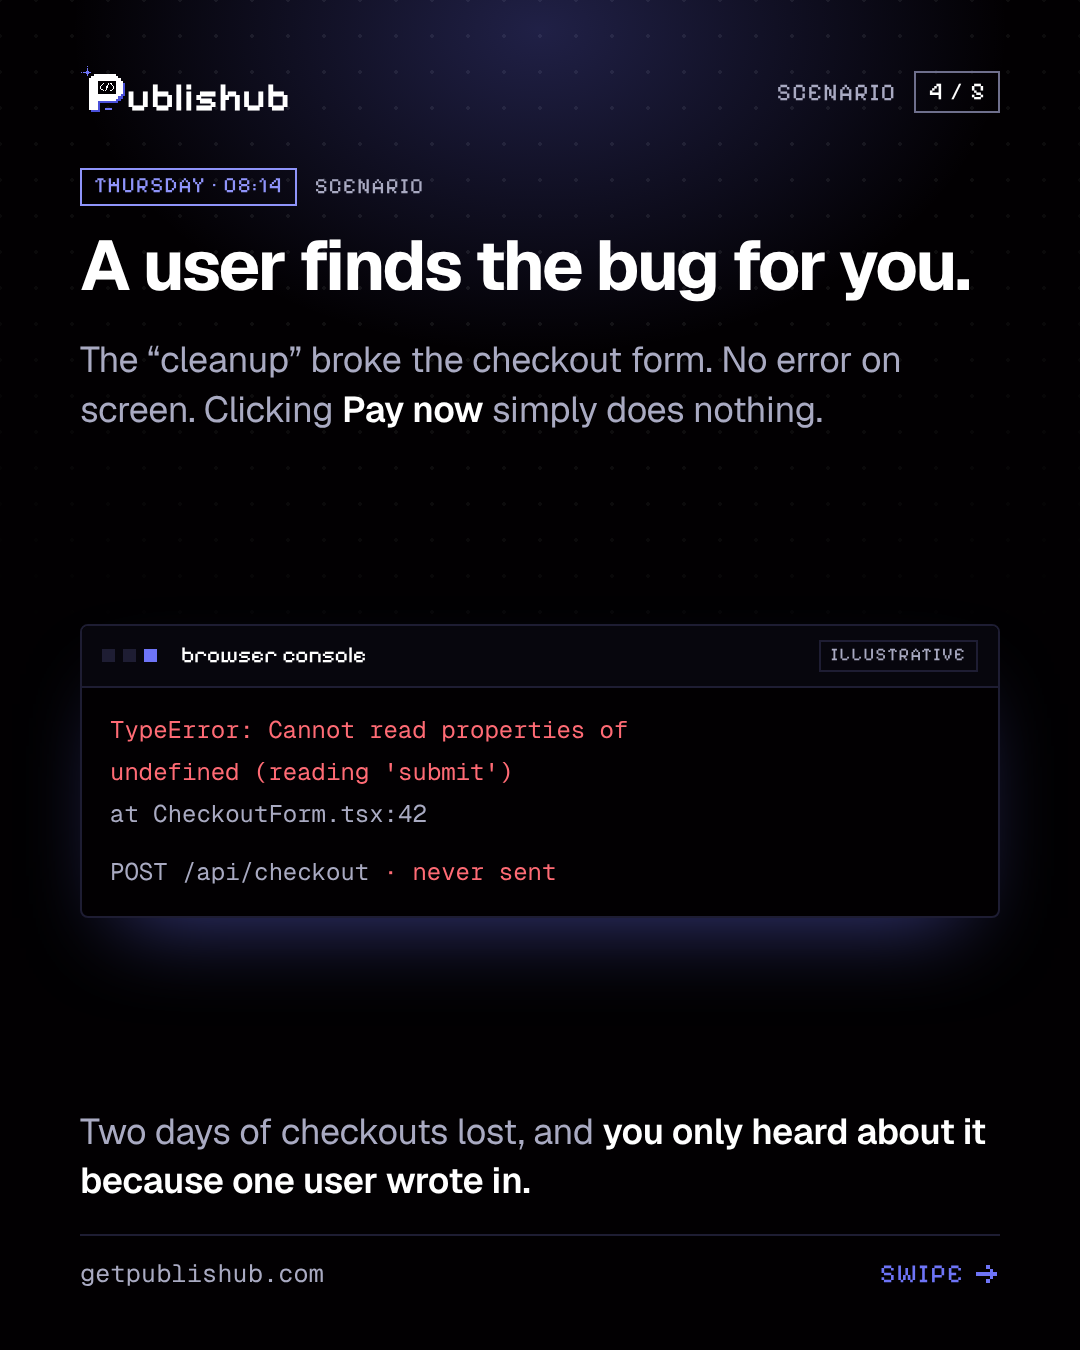 Publishub
SCENARIO
4 / 8
THURSDAY · 08:14
SCENARIO
A user finds the bug for you.
The “cleanup” broke the checkout form. No error on
screen. Clicking Pay now simply does nothing.
browser console
ILLUSTRATIVE
TypeError: Cannot read properties of
undefined (reading 'submit')
at CheckoutForm.tsx:42
POST /api/checkout · never sent
Two days of checkouts lost, and you only heard about it
because one user wrote in.
getpublishub.com
SWIPE →